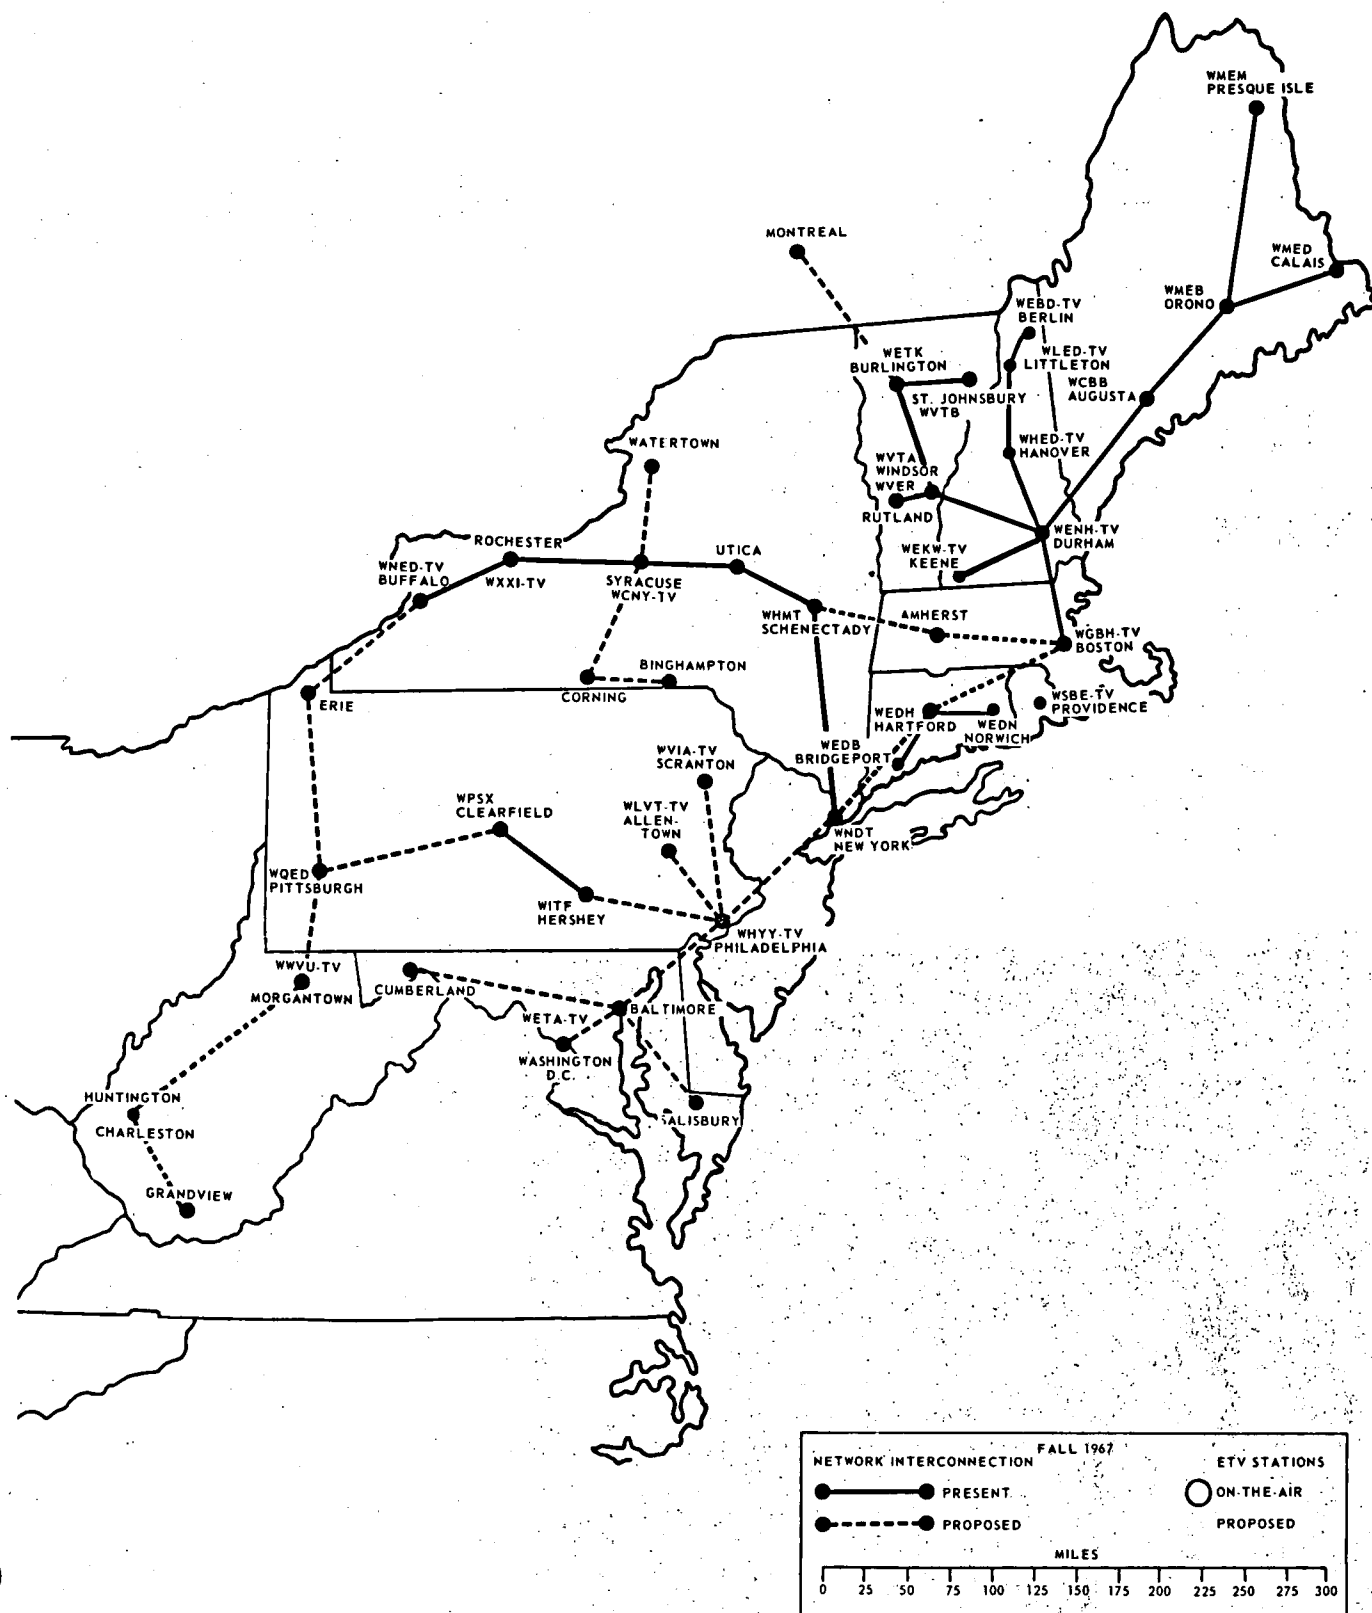 WMEM
PRESQUE ISLE
MONTREAL
WMED
CALAIS
WMEB
ORONO
WEBD-TV
BERLIN
WETK
BURLINGTON
WLED-TV
LITTLETON
WCBB
AUGUSTA
ST. JOHNSBURY
WVTB
WATERTOWN
WHED-TV
HANOVER
WVTA
WINDSOR
WVER
RUTLAND
WENH-TV
DURHAM
WEKW-TV
KEENE
ROCHESTER
WXXI-TV
UTICA
WNED-TV
BUFFALO
SYRACUSE
WCNY-TV
WHMT
SCHENECTADY
AMHERST
WGBH-TV
BOSTON
BINGHAMPTON
CORNING
ERIE
WEDH
HARTFORD
WEDN
NORWICH
WSBE-TV
PROVIDENCE
WEDB
BRIDGEPORT
WVIA-TV
SCRANTON
WPSX
CLEARFIELD
WLVT-TV
ALLEN-
TOWN
WNDT
NEW YORK
WQED
PITTSBURGH
WITF
HERSHEY
WHYY-TV
PHILADELPHIA
WWVU-TV
MORGANTOWN
CUMBERLAND
BALTIMORE
WETA-TV
WASHINGTON
D.C.
HUNTINGTON
CHARLESTON
SALISBURY
GRANDVIEW
FALL 1967
NETWORK INTERCONNECTION
PRESENT
PROPOSED
ETV STATIONS
ON-THE-AIR
PROPOSED
MILES
0 25 50 75 100 125 150 175 200 225 250 275 300